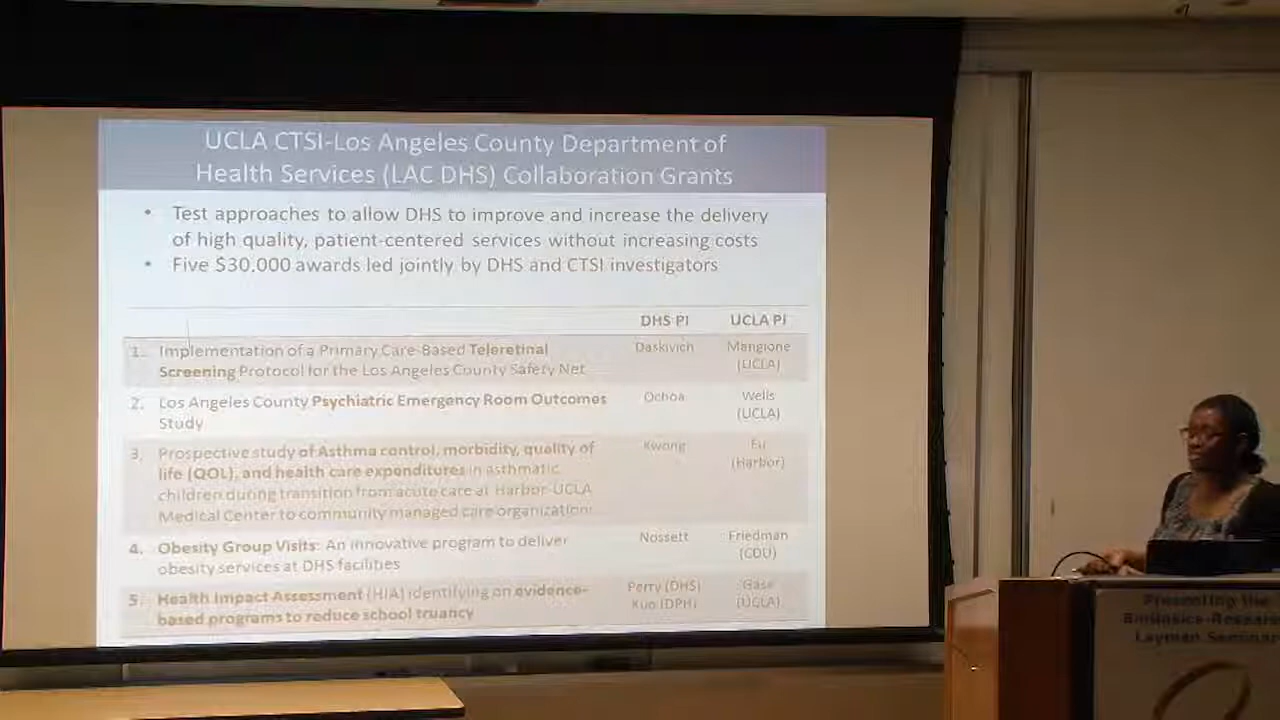 UCLA CTSI-Los Angeles County Department of
Health Services (LAC DHS) Collaboration Grants
• Test approaches to allow DHS to improve and increase the delivery
of high quality, patient-centered services without increasing costs
• Five $30,000 awards led jointly by DHS and CTSI investigators
DHS PI UCLA PI
1. Implementation of a Primary Care-Based Teleretinal Daskivich Mangione
Screening Protocol for the Los Angeles County Safety Net (UCLA)
2. Los Angeles County Psychiatric Emergency Room Outcomes Ochoa Wells
Study (UCLA)
3. Prospective study of Asthma control, morbidity, quality of Kwong Fu
life (QOL), and health care expenditures in asthmatic (Harbor)
children during transition from acute care at Harbor-UCLA
Medical Center to community managed care organization
4. Obesity Group Visits: An innovative program to deliver Nossett Friedman
obesity services at DHS facilities (CDU)
5. Health Impact Assessment (HIA) identifying an evidence- Perry (DHS) Gase
based programs to reduce school truancy Kuo (DPH) (UCLA)
Presenting the
Layman Semina